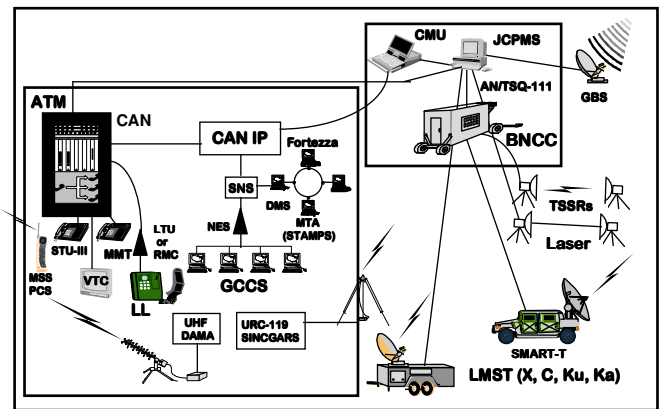 CMU
JCPMS
AN/TSQ-111
GBS
BNCC
ATM
CAN
CAN IP
Fortezza
SNS
DMS
MTA
(STAMPS)
NES
TSSRs
Laser
STU-III
MMT
LTU
or
RMC
MSS
PCS
VTC
LL
GCCS
UHF
DAMA
URC-119
SINCGARS
SMART-T
LMST (X, C, Ku, Ka)